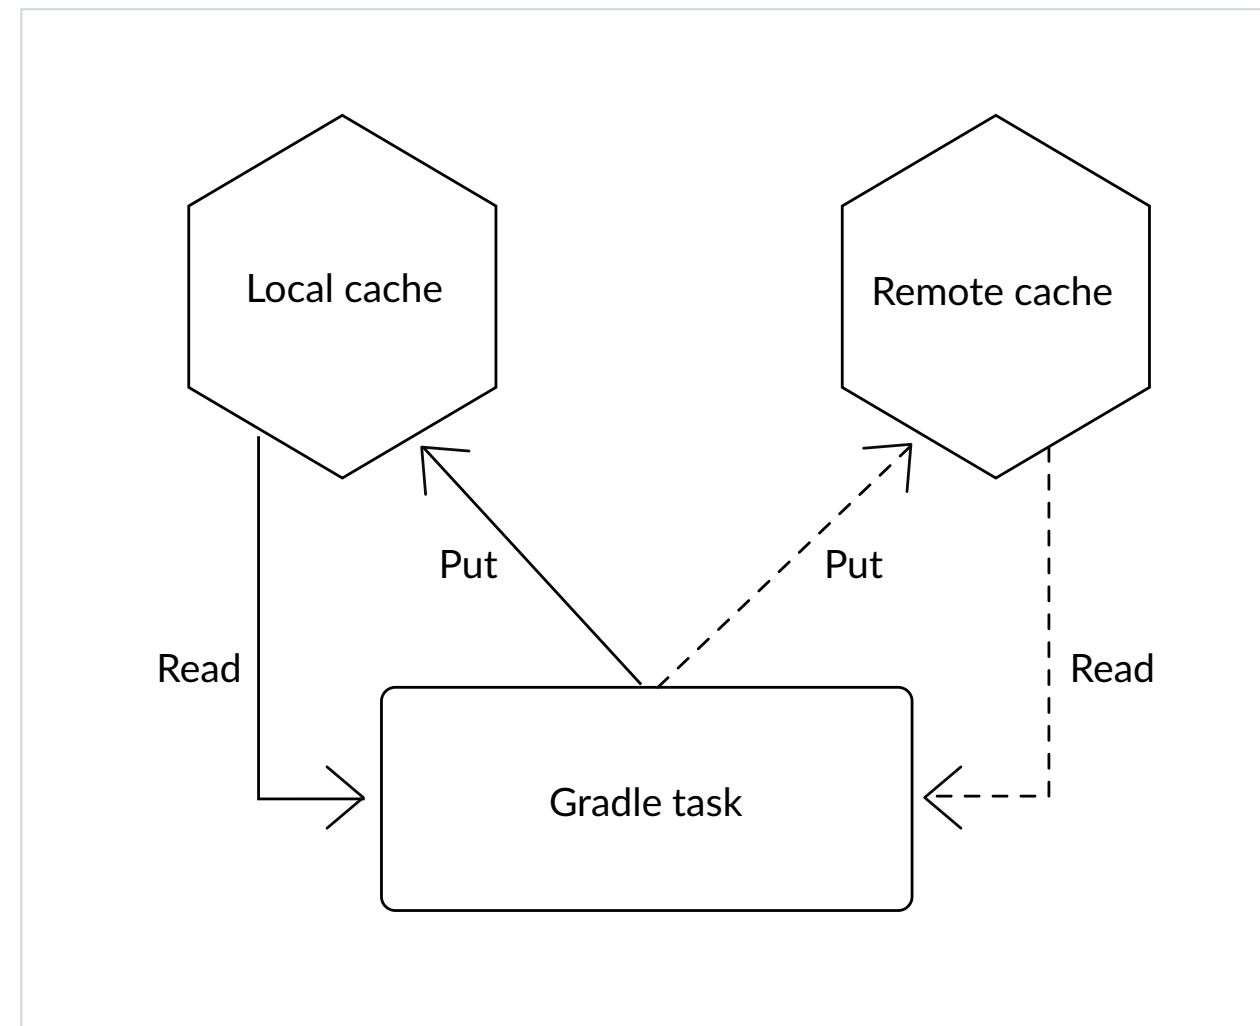 Local cache
Remote cache
Put
Put
Read
Read
Gradle task